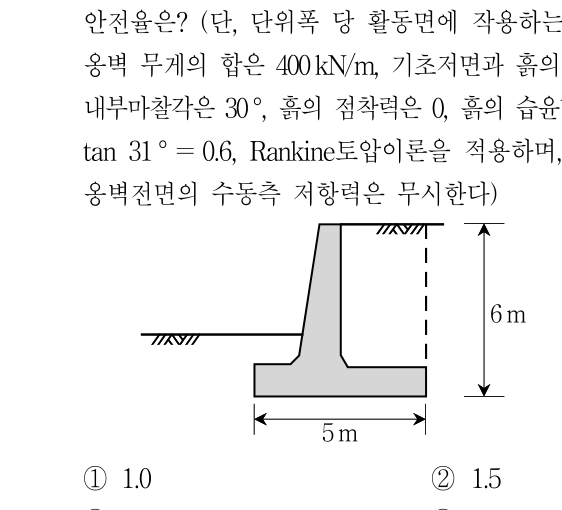 안전율은? (단, 단위폭 당 활동면에 작용하는
옹벽 무게의 합은 400 kN/m, 기초저면과 흙의
내부마찰각은 30°, 흙의 점착력은 0, 흙의 습윤
tan 31° = 0.6, Rankine토압이론을 적용하며,
옹벽전면의 수동측 저항력은 무시한다)
6 m
5 m
① 1.0 ② 1.5